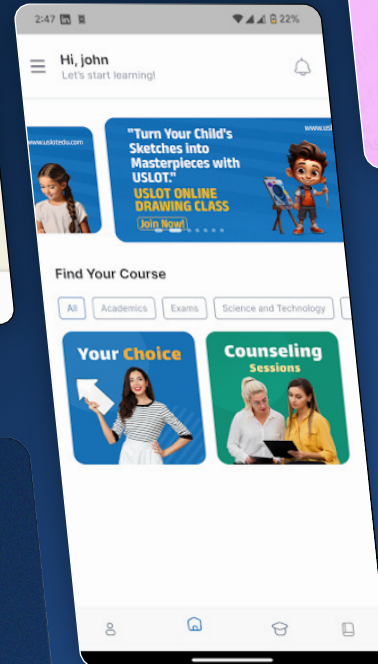 2:47
22%
Hi, john
Let's start learning!
www.uslotedu.com
"Turn Your Child's
Sketches into
Masterpieces with
USLOT."
USLOT ONLINE
DRAWING CLASS
Join Now!
www.usl
Find Your Course
All
Academics
Exams
Science and Technology
Your Choice
Counseling
Sessions